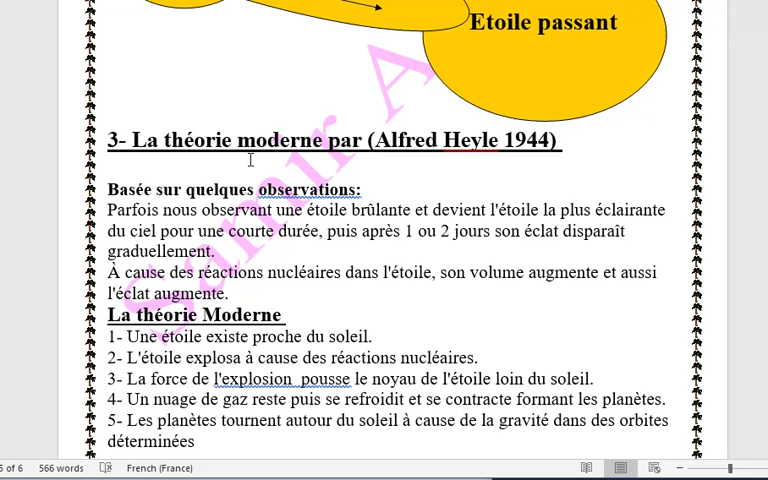 Etoile passant
3- La théorie moderne par (Alfred Heyle 1944)
Basée sur quelques observations:
Parfois nous observant une étoile brûlante et devient l'étoile la plus éclairante
du ciel pour une courte durée, puis après 1 ou 2 jours son éclat disparaît
graduellement.
À cause des réactions nucléaires dans l'étoile, son volume augmente et aussi
l'éclat augmente.
La théorie Moderne
1- Une étoile existe proche du soleil.
2- L'étoile explosa à cause des réactions nucléaires.
3- La force de l'explosion  pousse le noyau de l'étoile loin du soleil.
4- Un nuage de gaz reste puis se refroidit et se contracte formant les planètes.
5- Les planètes tournent autour du soleil à cause de la gravité dans des orbites
déterminées
Samir A
5 of 6 566 words French (France)